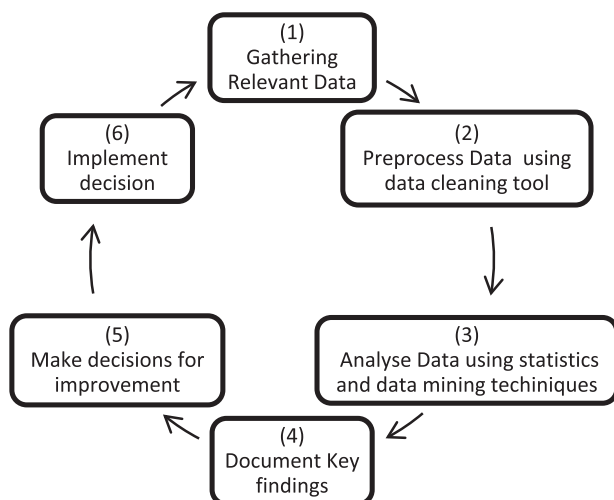 (1)
Gathering
Relevant Data
(2)
Preprocess Data using
data cleaning tool
(3)
Analyse Data using statistics
and data mining techiniques
(4)
Document Key
findings
(5)
Make decisions for
improvement
(6)
Implement
decision